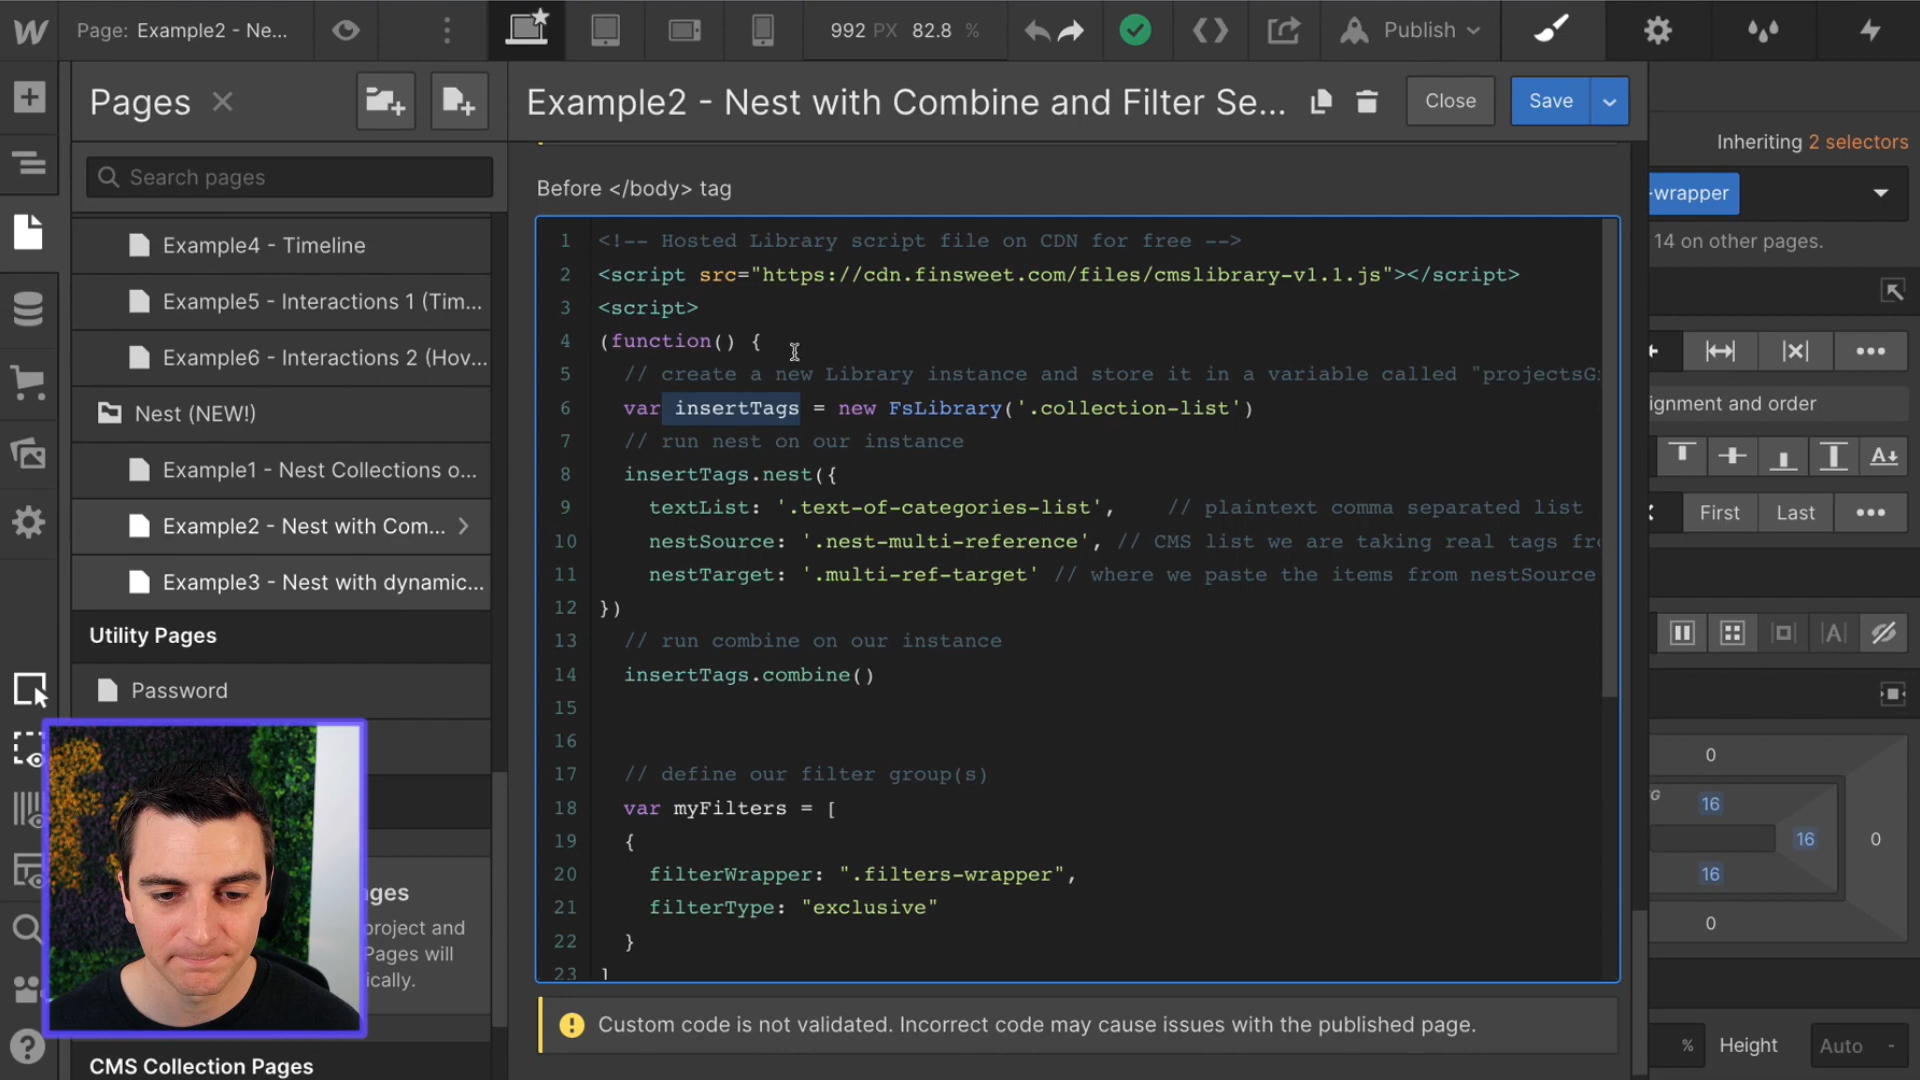 Page: Example2 - Ne...
992 PX 82.8 %
Publish
Pages
Search pages
Example4 - Timeline
Example5 - Interactions 1 (Tim...
Example6 - Interactions 2 (Hov...
Nest (NEW!)
Example1 - Nest Collections o...
Example2 - Nest with Com...
Example3 - Nest with dynamic...
Utility Pages
Password
ges
project and
Pages will
ically.
CMS Collection Pages
Example2 - Nest with Combine and Filter Se...
Close
Save
Before </body> tag
1 <!-- Hosted Library script file on CDN for free -->
2 <script src="https://cdn.finsweet.com/files/cmslibrary-v1.1.js"></script>
3 <script>
4 (function() {
5 // create a new Library instance and store it in a variable called "projectsG
6 var insertTags = new FsLibrary('.collection-list')
7 // run nest on our instance
8 insertTags.nest({
9 textList: '.text-of-categories-list', // plaintext comma separated list
10 nestSource: '.nest-multi-reference', // CMS list we are taking real tags fr
11 nestTarget: '.multi-ref-target' // where we paste the items from nestSource
12 })
13 // run combine on our instance
14 insertTags.combine()
15
16
17 // define our filter group(s)
18 var myFilters = [
19 {
20 filterWrapper: ".filters-wrapper",
21 filterType: "exclusive"
22 }
23 ]
Custom code is not validated. Incorrect code may cause issues with the published page.
Inheriting 2 selectors
-wrapper
14 on other pages.
ignment and order
First
Last
0
16
16
0
16
0
%
Height
Auto -